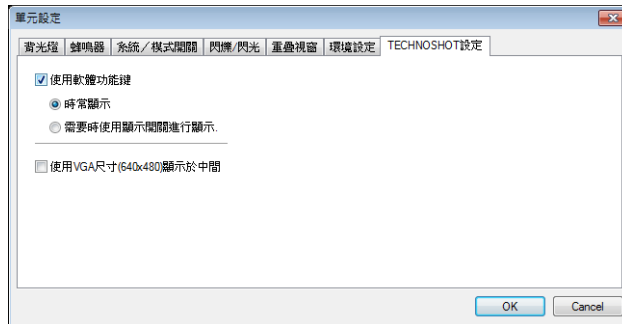 單元設定
背光燈 蜂鳴器 系統／模式開關 閃爍/閃光 重疊視窗 環境設定 TECHNOSHOT設定
使用軟體功能鍵
時常顯示
需要時使用顯示開關進行顯示.
使用VGA尺寸(640x480)顯示於中間
OK Cancel